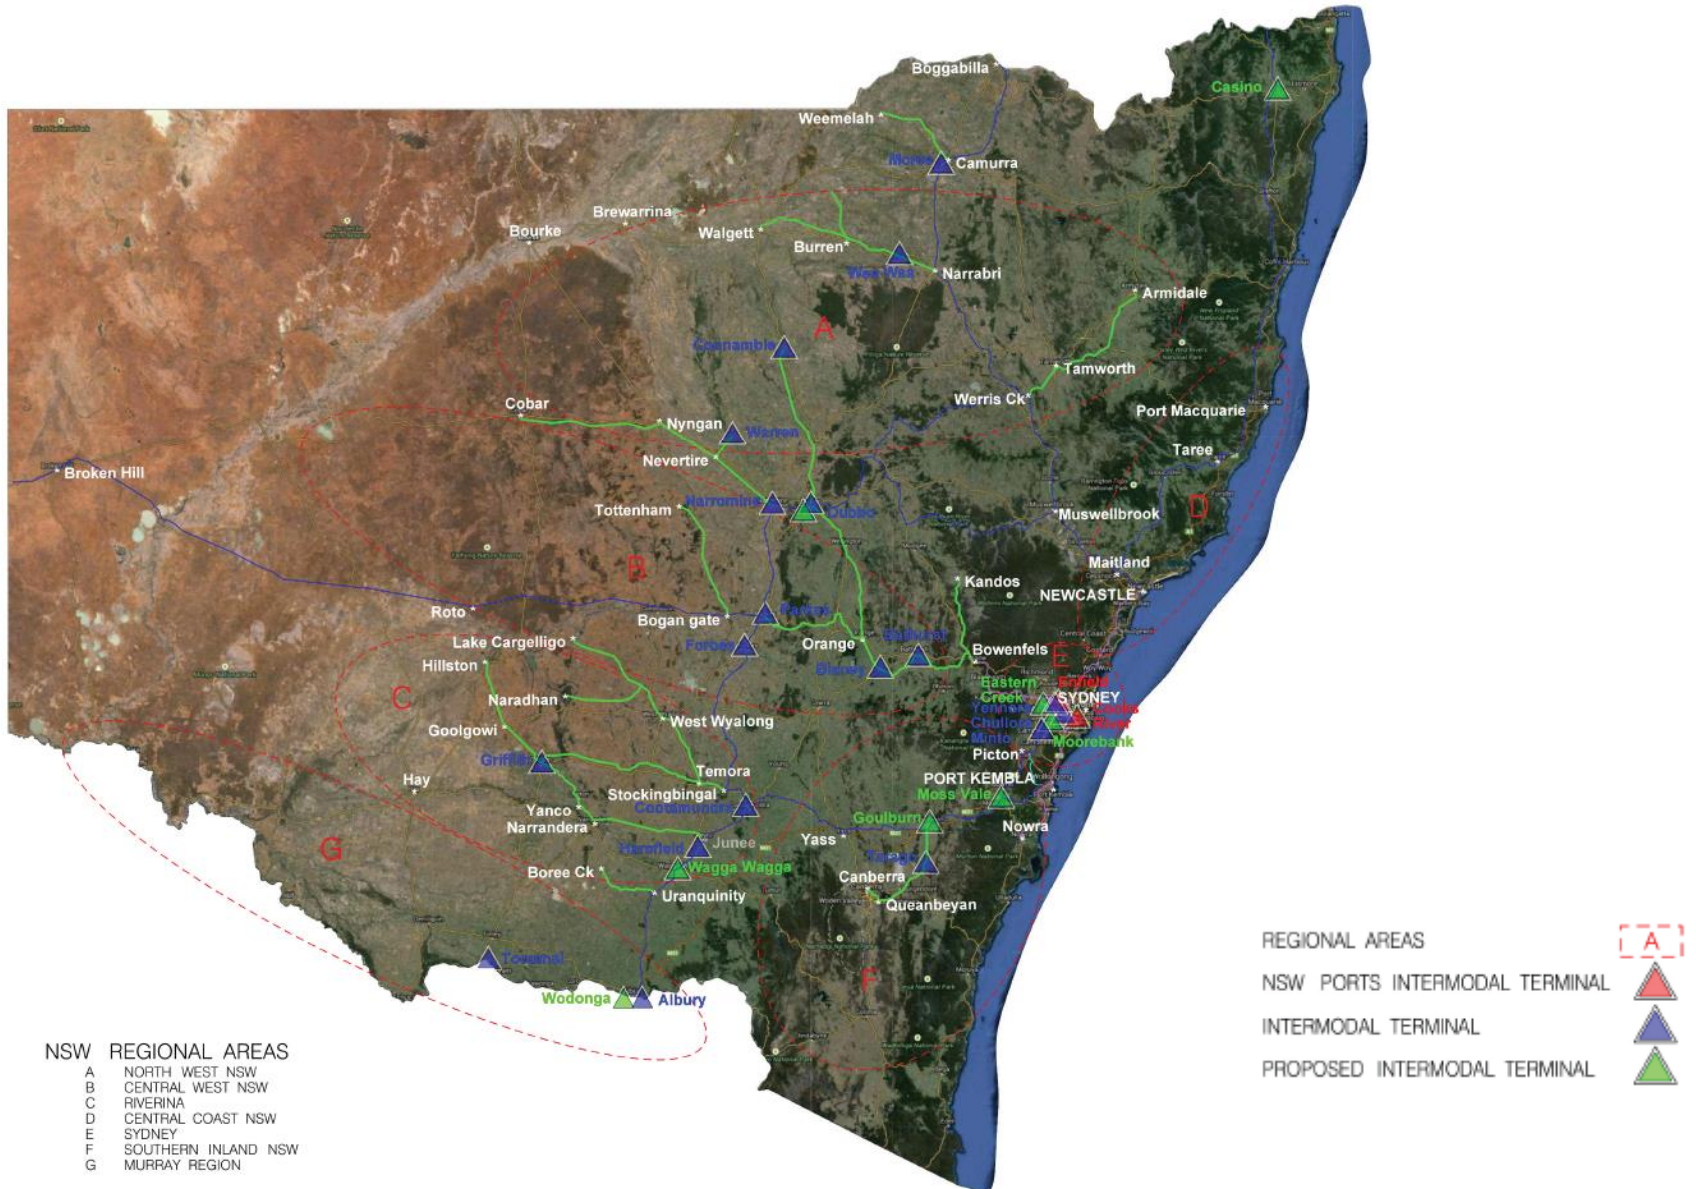 Boggabilla
Casino
Weemelah
Moree
Camurra
Brewarrina
Bourke
Walgett
Burren
Wee Waa
Narrabri
Armidale
A
Coonamble
Tamworth
Werris Ck
Port Macquarie
Cobar
Nyngan
Warren
Nevertire
Taree
Broken Hill
Narromine
Dubbo
Tottenham
Muswellbrook
D
B
Maitland
Kandos
NEWCASTLE
Roto
Bogan gate
Parkes
Lake Cargelligo
Forbes
Orange
Bathurst
Bowenfels
E
Hillston
Blayney
Eastern
Creek
Enfield
SYDNEY
C
Naradhan
Yennora
Cooks
River
West Wyalong
Chullora
Goolgowi
Minto
Moorebank
Picton
Griffith
Temora
PORT KEMBLA
Hay
Stockingbingal
Moss Vale
Cootamundra
Yanco
Narrandera
Goulburn
Nowra
Yass
G
Harefield
Junee
Tarago
Wagga Wagga
Boree Ck
Canberra
Uranquinity
Queanbeyan
Tocumwal
F
Wodonga
Albury
REGIONAL AREAS
A
NSW PORTS INTERMODAL TERMINAL
INTERMODAL TERMINAL
PROPOSED INTERMODAL TERMINAL
NSW REGIONAL AREAS
A NORTH WEST NSW
B CENTRAL WEST NSW
C RIVERINA
D CENTRAL COAST NSW
E SYDNEY
F SOUTHERN INLAND NSW
G MURRAY REGION